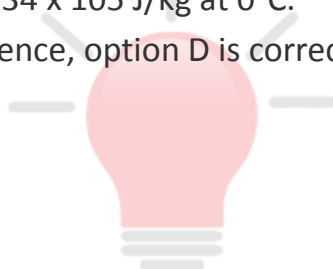 34 x 105 J/kg at 0°C.
ence, option D is correc